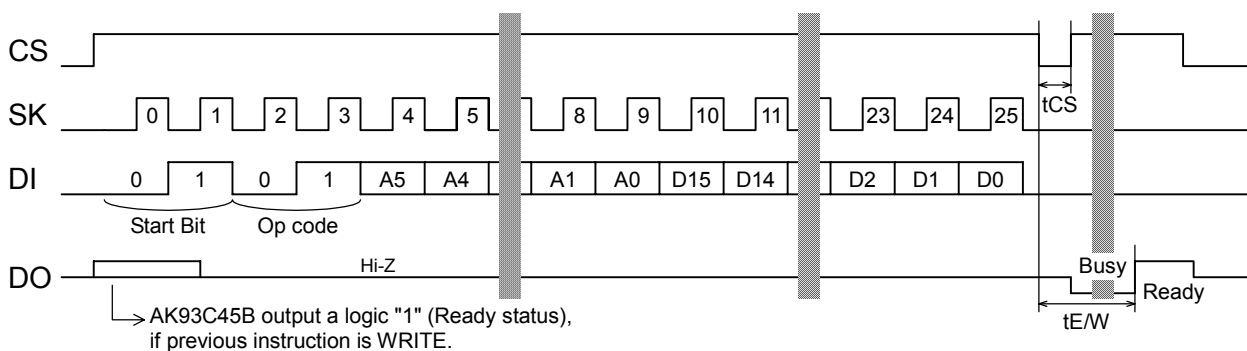 CS
tCS
SK 0 1 2 3 4 5 8 9 10 11 23 24 25
DI 0 1 0 1 A5 A4 A1 A0 D15 D14 D2 D1 D0
Start Bit Op code
DO Hi-Z Busy Ready
tE/W
AK93C45B output a logic "1" (Ready status),
if previous instruction is WRITE.